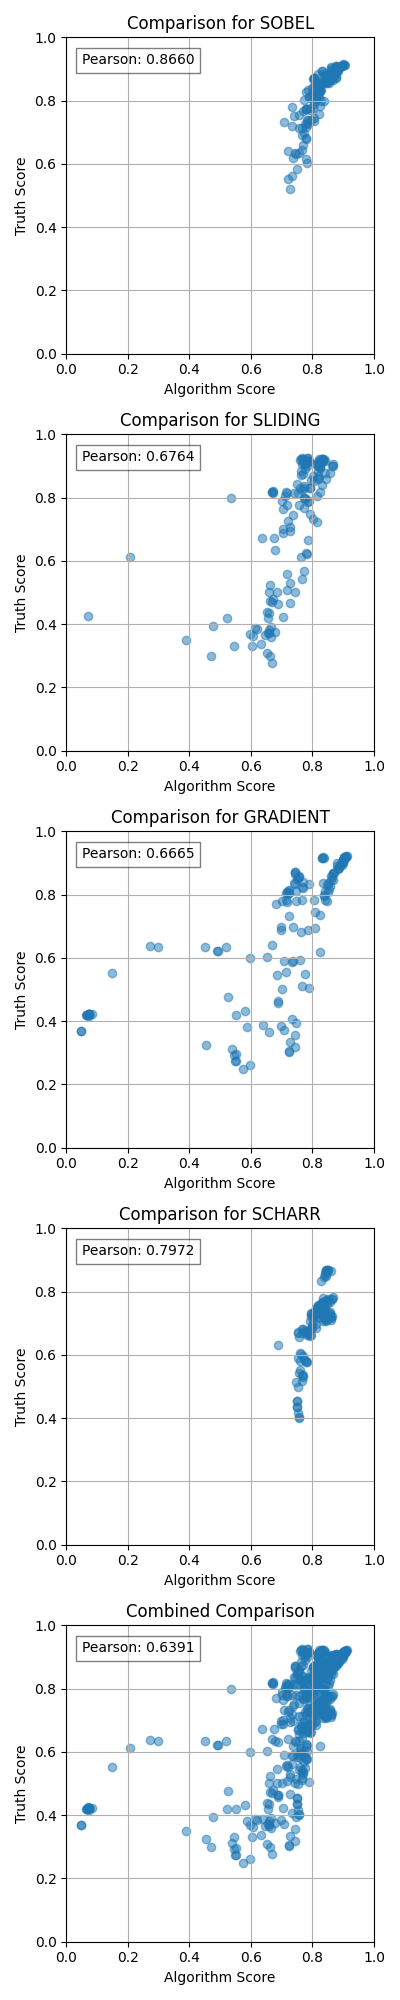 Comparison for SOBEL
Pearson: 0.8660
1.0
0.8
0.6
0.4
0.2
0.0
Truth Score
0.0 0.2 0.4 0.6 0.8 1.0
Algorithm Score
Comparison for SLIDING
Pearson: 0.6764
1.0
0.8
0.6
0.4
0.2
0.0
Truth Score
0.0 0.2 0.4 0.6 0.8 1.0
Algorithm Score
Comparison for GRADIENT
Pearson: 0.6665
1.0
0.8
0.6
0.4
0.2
0.0
Truth Score
0.0 0.2 0.4 0.6 0.8 1.0
Algorithm Score
Comparison for SCHARR
Pearson: 0.7972
1.0
0.8
0.6
0.4
0.2
0.0
Truth Score
0.0 0.2 0.4 0.6 0.8 1.0
Algorithm Score
Combined Comparison
Pearson: 0.6391
1.0
0.8
0.6
0.4
0.2
0.0
Truth Score
0.0 0.2 0.4 0.6 0.8 1.0
Algorithm Score